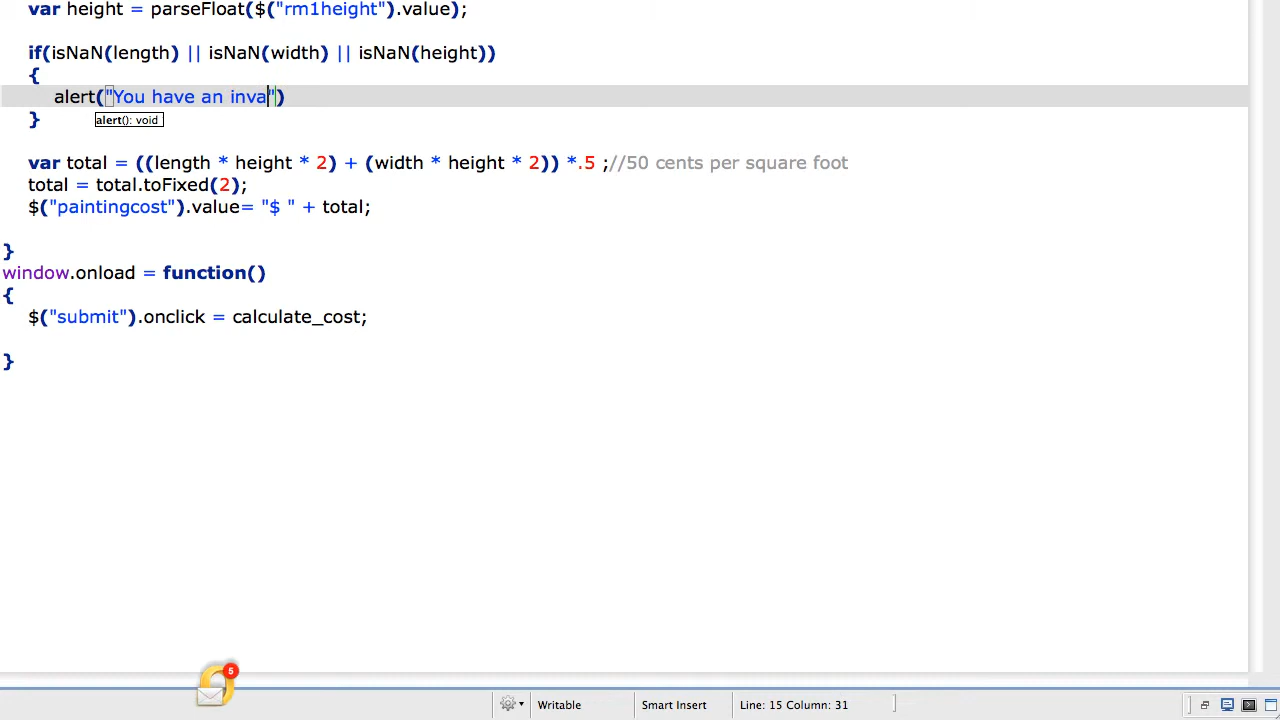 var height = parseFloat($("rm1height").value);
if(isNaN(length) || isNaN(width) || isNaN(height))
{
alert("You have an inva")
alert(): void
}
var total = ((length * height * 2) + (width * height * 2)) *.5 ;//50 cents per square foot
total = total.toFixed(2);
$("paintingcost").value= "$ " + total;
}
window.onload = function()
{
$("submit").onclick = calculate_cost;
}
5
Writable Smart Insert Line: 15 Column: 31